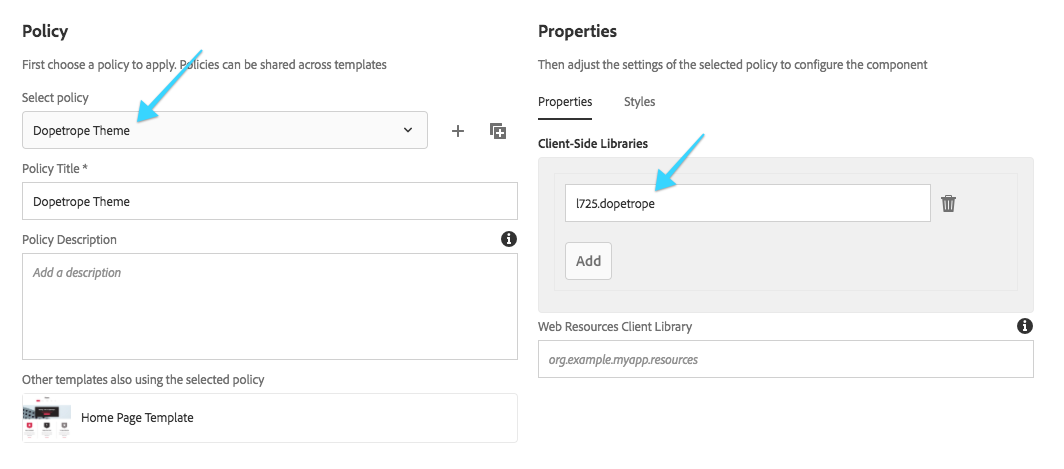 Policy
First choose a policy to apply. Policies can be shared across templates
Select policy
Dopetrope Theme
Policy Title *
Dopetrope Theme
Policy Description
Add a description
Other templates also using the selected policy
Home Page Template
Properties
Then adjust the settings of the selected policy to configure the component
Properties Styles
Client-Side Libraries
l725.dopetrope
Add
Web Resources Client Library
org.example.myapp.resources